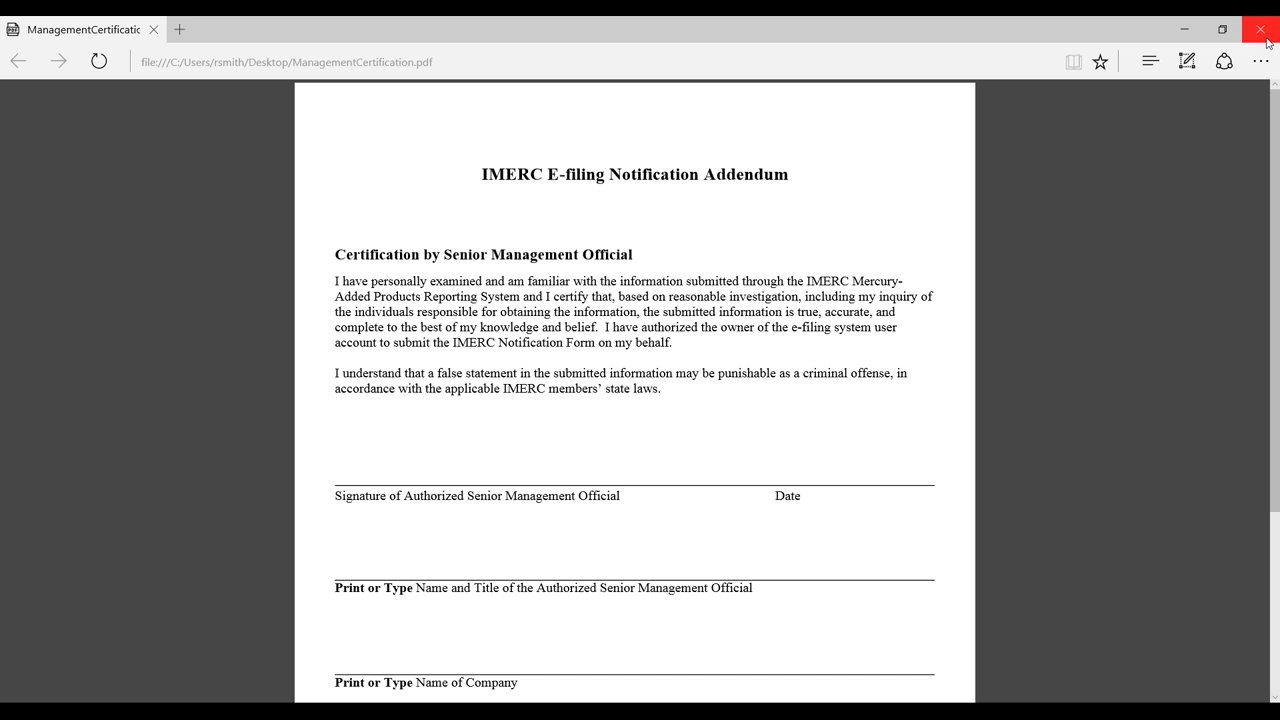 ManagementCertificatic
file:///C:/Users/rsmith/Desktop/ManagementCertification.pdf
IMERC E-filing Notification Addendum
Certification by Senior Management Official
I have personally examined and am familiar with the information submitted through the IMERC Mercury-
Added Products Reporting System and I certify that, based on reasonable investigation, including my inquiry of
the individuals responsible for obtaining the information, the submitted information is true, accurate, and
complete to the best of my knowledge and belief.  I have authorized the owner of the e-filing system user
account to submit the IMERC Notification Form on my behalf.
I understand that a false statement in the submitted information may be punishable as a criminal offense, in
accordance with the applicable IMERC members’ state laws.
Signature of Authorized Senior Management Official Date
Print or Type Name and Title of the Authorized Senior Management Official
Print or Type Name of Company